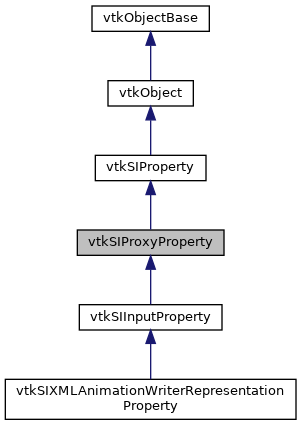 vtkObjectBase
vtkObject
vtkSIProperty
vtkSIProxyProperty
vtkSIInputProperty
vtkSIXMLAnimationWriterRepresentation
Property